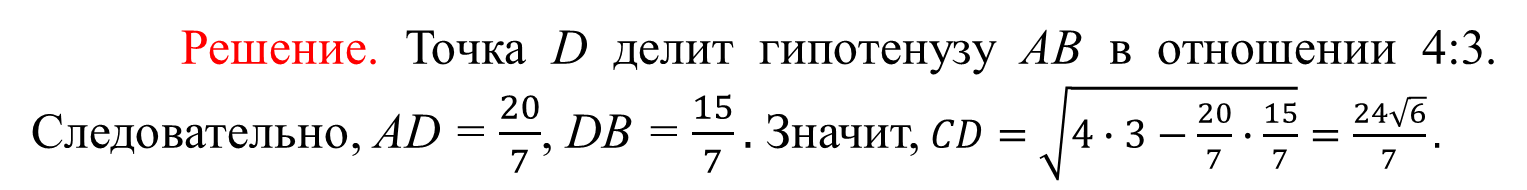 Решение. Точка D делит гипотенузу AB в отношении 4:3.
Следовательно, AD = 20/7, DB = 15/7. Значит, CD = √(4 · 3 − 20/7 · 15/7) = 24√6/7.